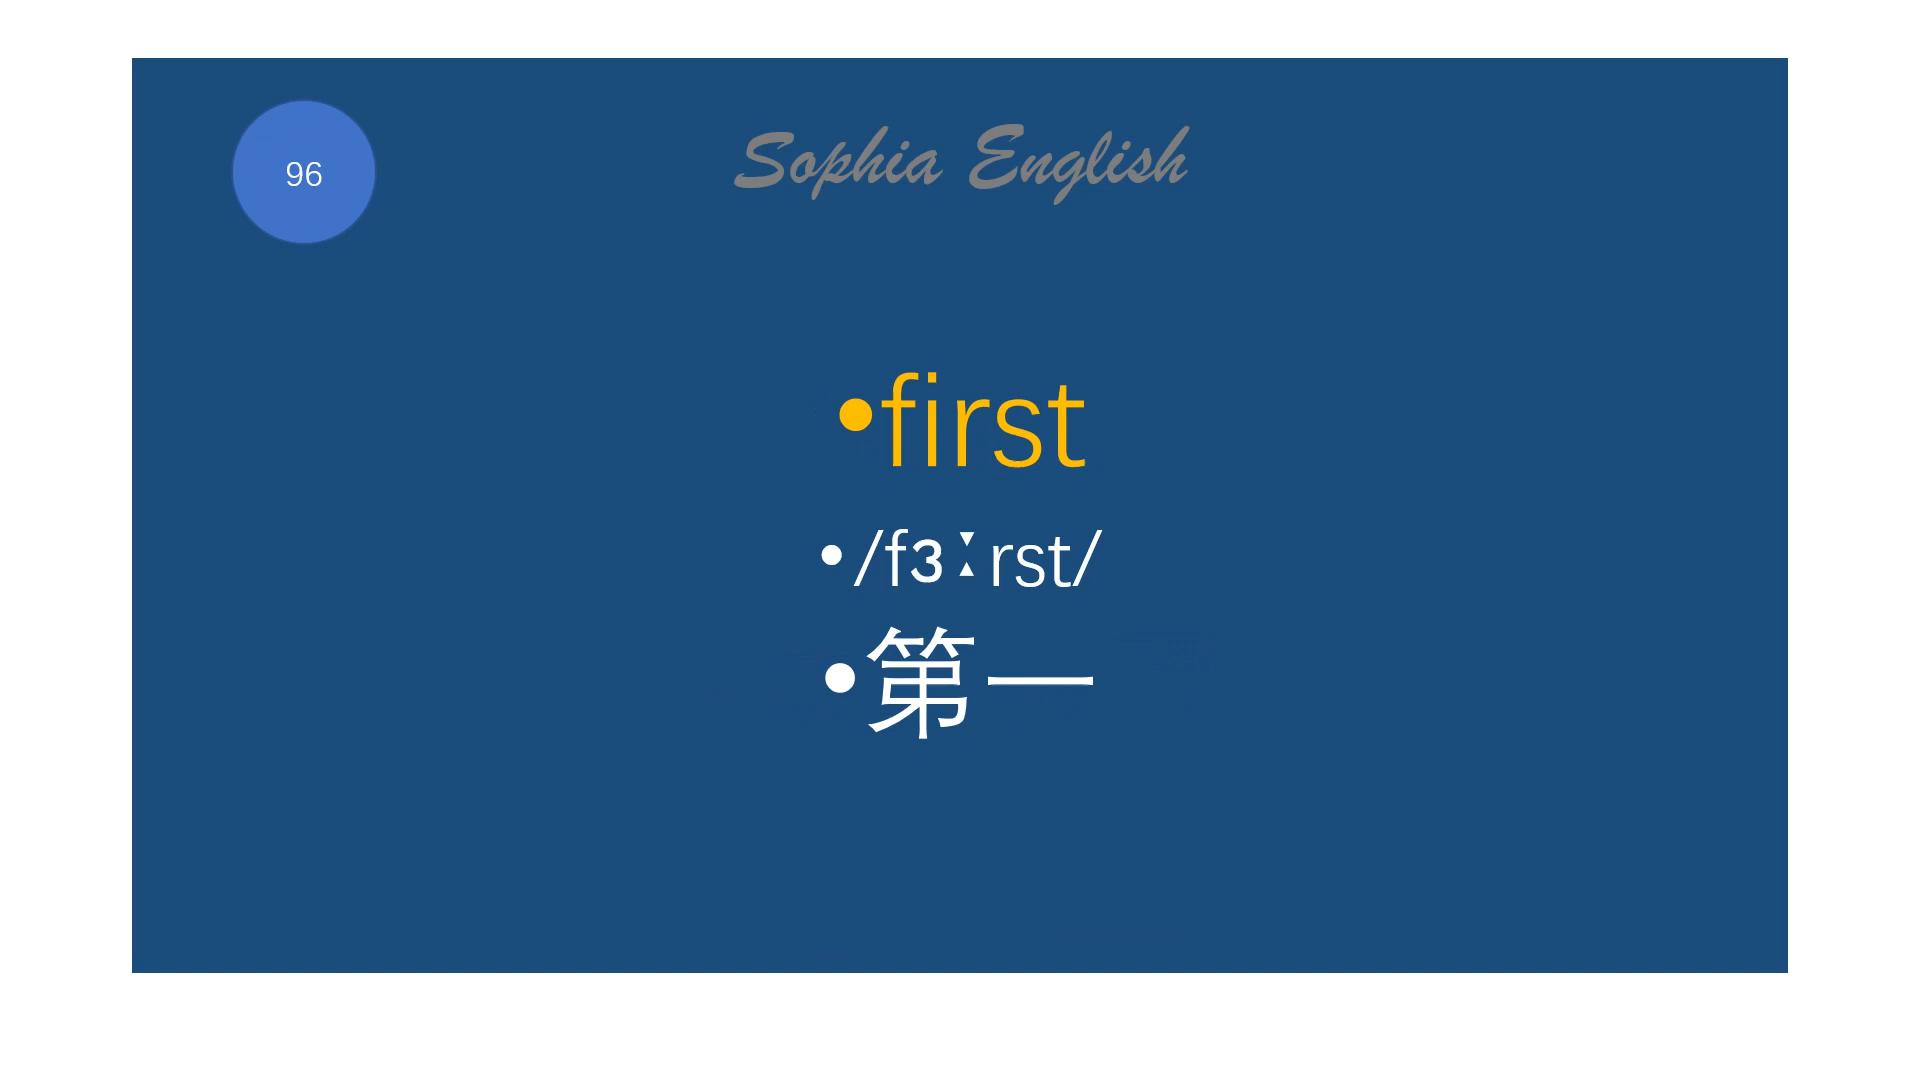 96
Sophia English
•first
•/fɜːrst/
•第一